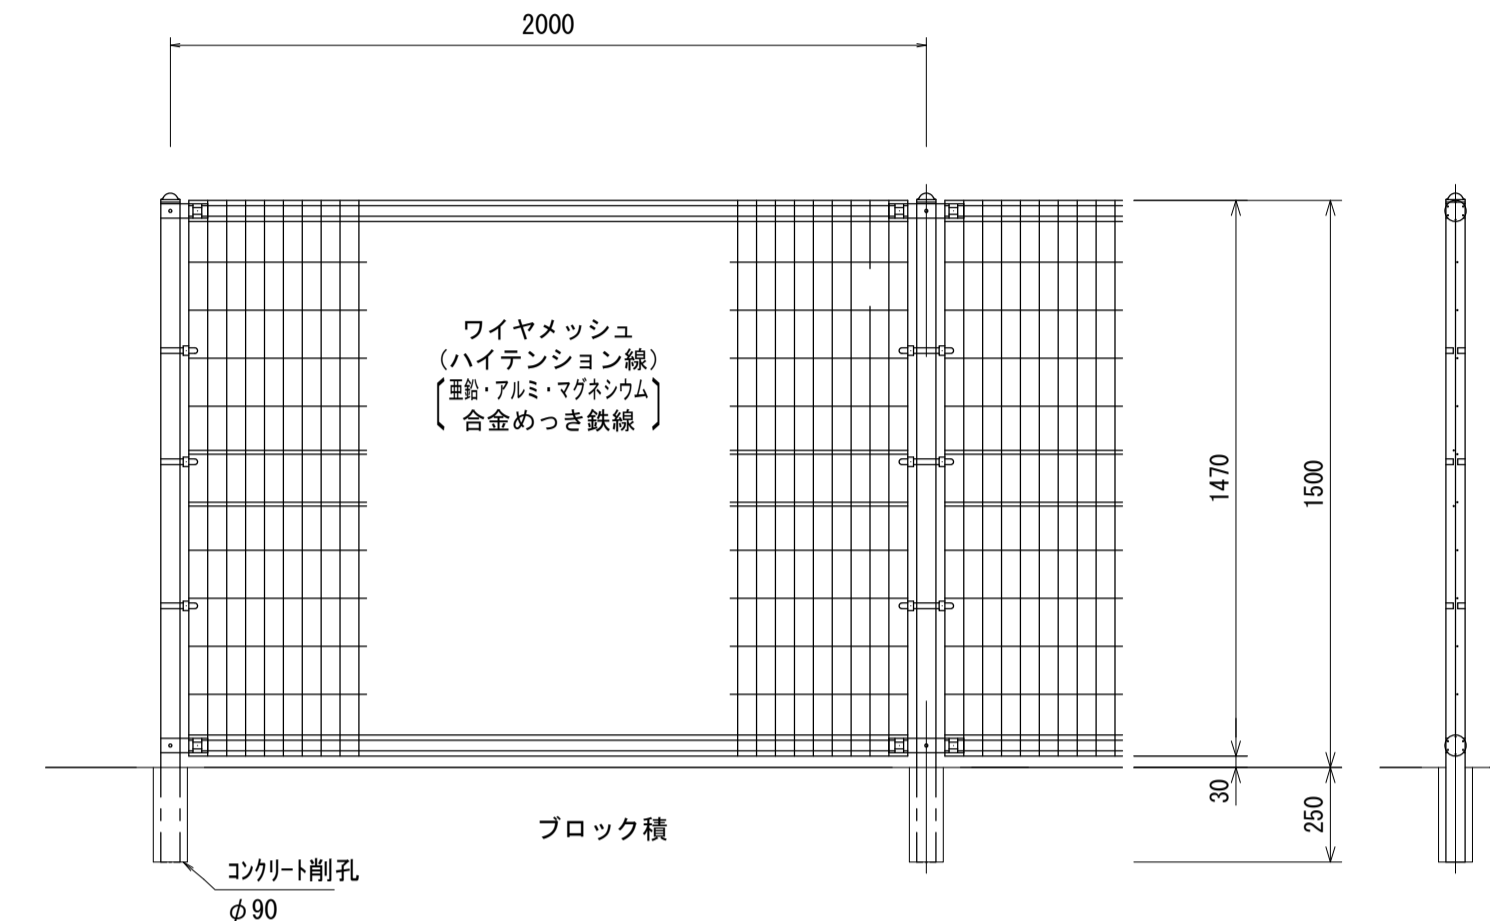 2000
ワイヤメッシュ
(ハイテンション線)
亜鉛・アルミ・マグネシウム
合金めっき鉄線
1470
1500
30
250
ブロック積
コンクリート削孔
φ90